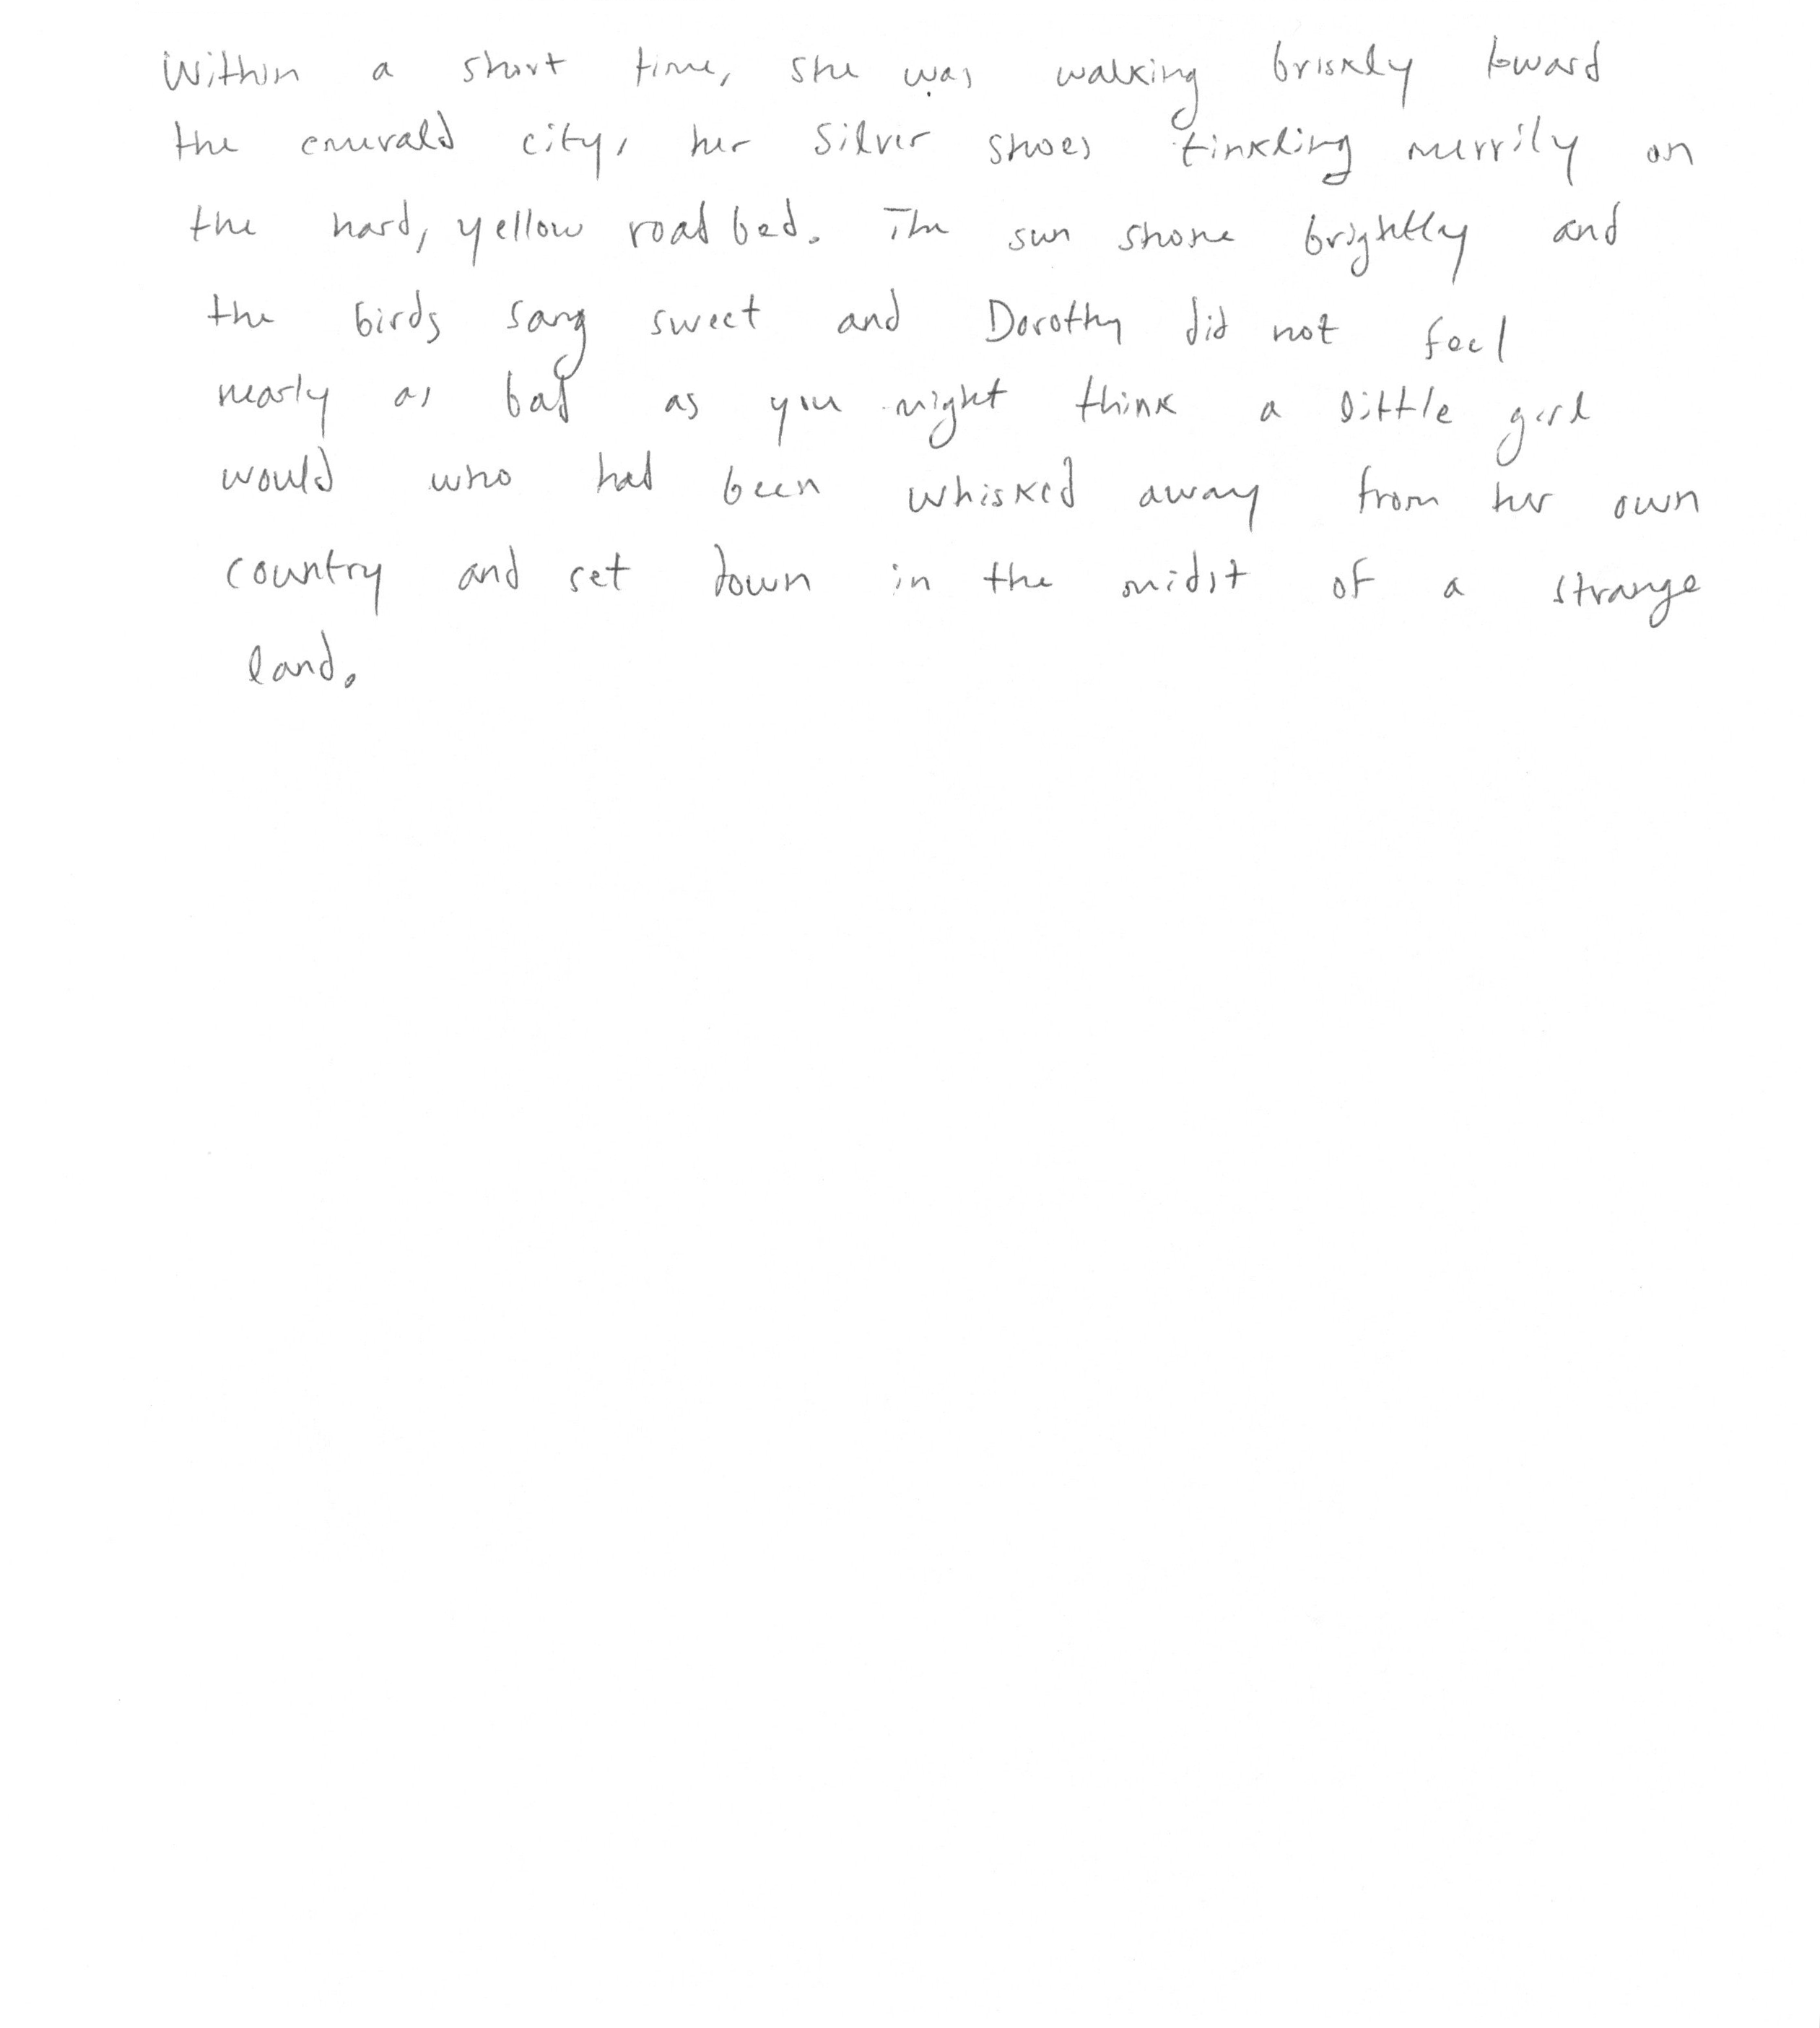 Within a short time, she was walking briskly toward
the emerald city, her silver shoes tinkling merrily on
the hard, yellow road bed. The sun shone brightly and
the birds sang sweet and Dorothy did not feel
nearly as bad as you might think a little girl
would who had been whisked away from her own
country and set down in the midst of a strange
land.